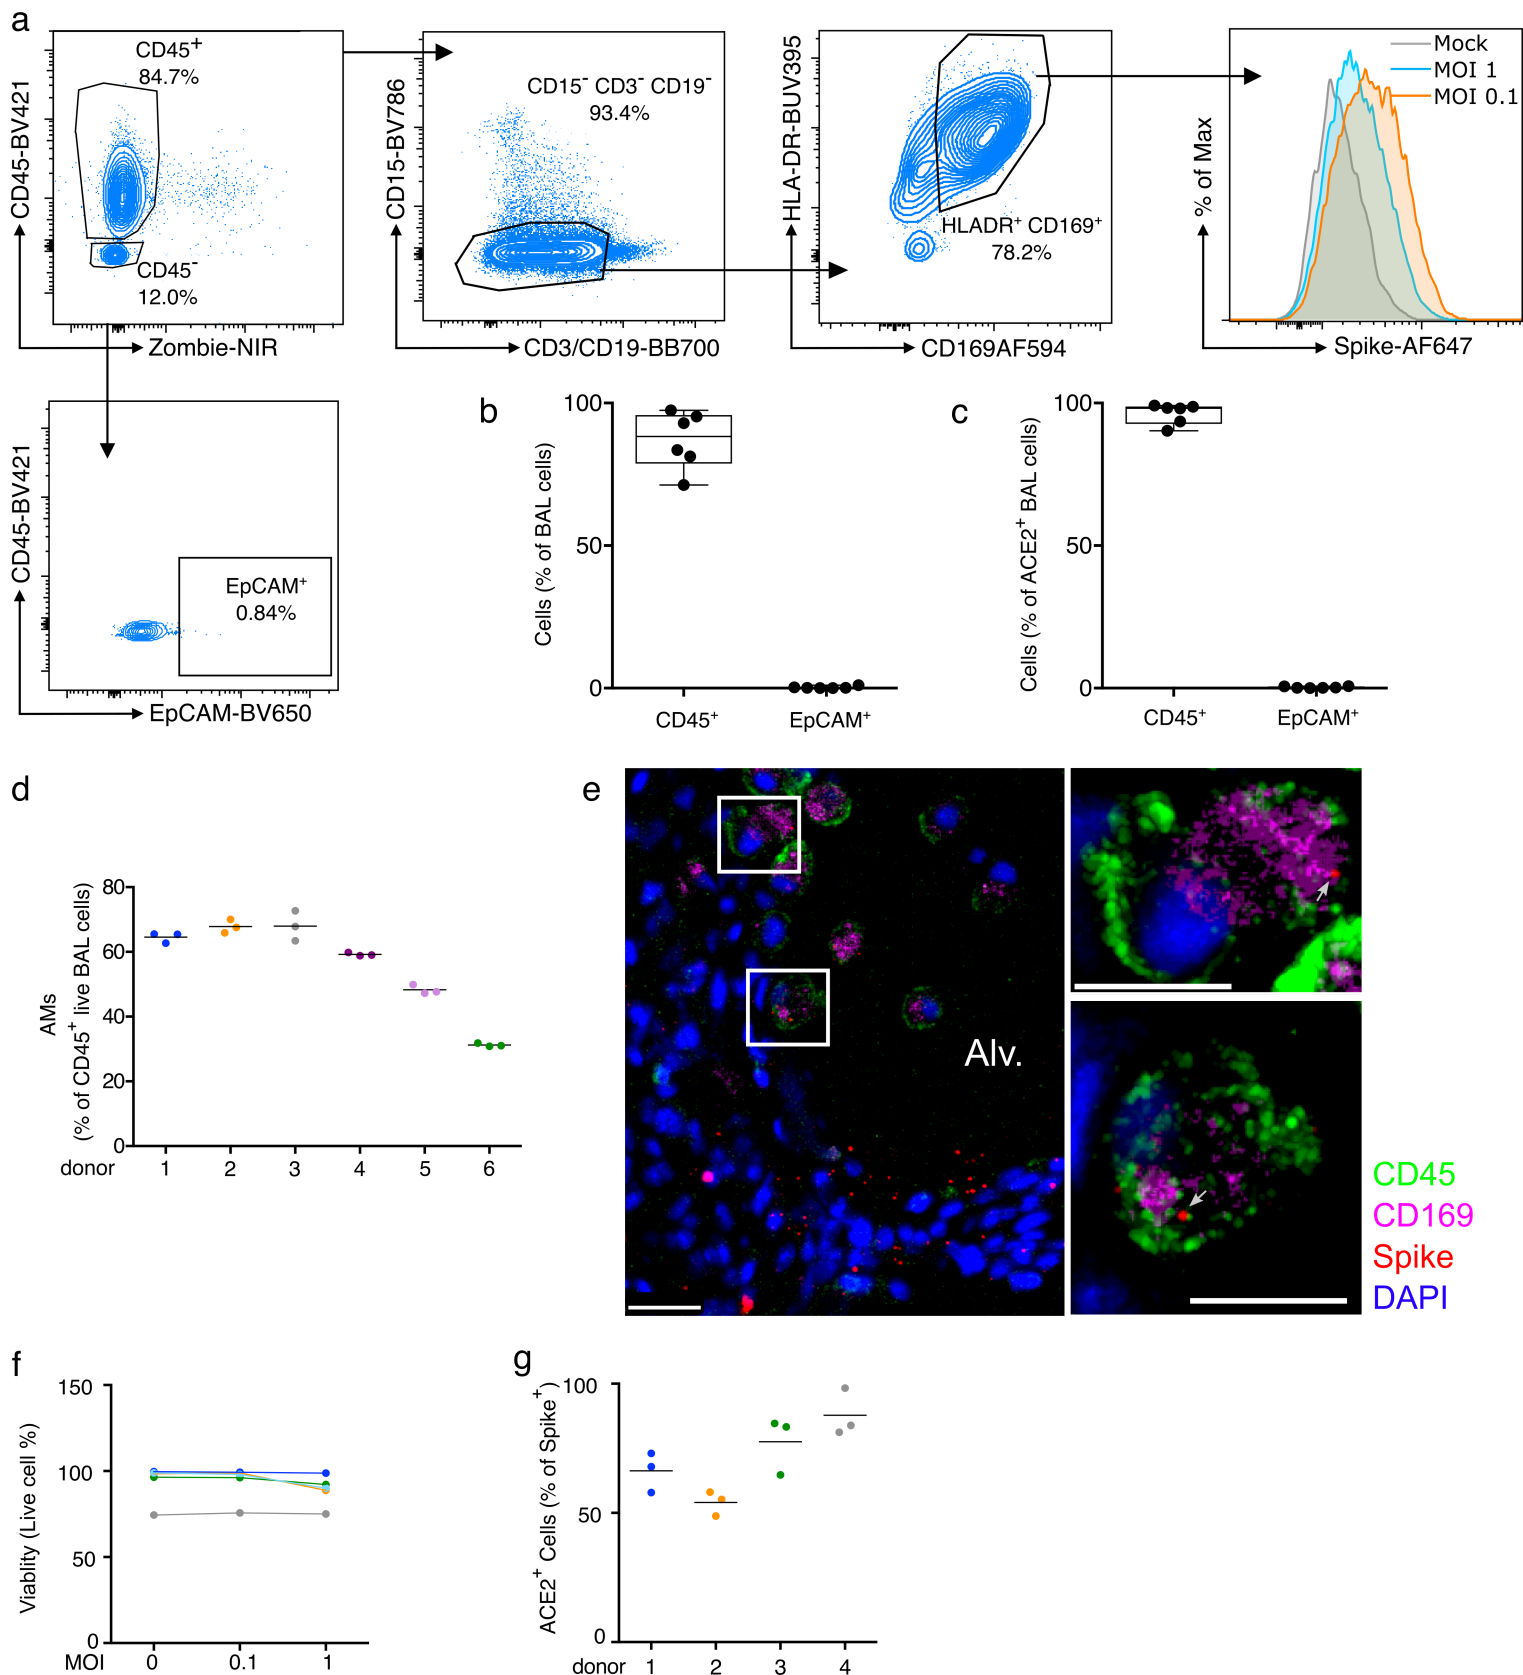 a
CD45-BV421
CD45⁺
84.7%
CD45⁻
12.0%
Zombie-NIR
CD15-BV786
CD15⁻ CD3⁻ CD19⁻
93.4%
CD3/CD19-BB700
HLA-DR-BUV395
HLADR⁺ CD169⁺
78.2%
CD169AF594
% of Max
Mock
MOI 1
MOI 0.1
Spike-AF647
CD45-BV421
EpCAM⁺
0.84%
EpCAM-BV650
b
Cells (% of BAL cells)
100
50
0
CD45⁺
EpCAM⁺
c
Cells (% of ACE2⁺ BAL cells)
100
50
0
CD45⁺
EpCAM⁺
d
AMs
(% of CD45⁺ live BAL cells)
80
60
40
20
0
donor
1
2
3
4
5
6
e
Alv.
CD45
CD169
Spike
DAPI
f
Viablity (Live cell %)
150
100
50
0
MOI
0
0.1
1
g
ACE2⁺ Cells (% of Spike⁺)
100
50
0
donor
1
2
3
4